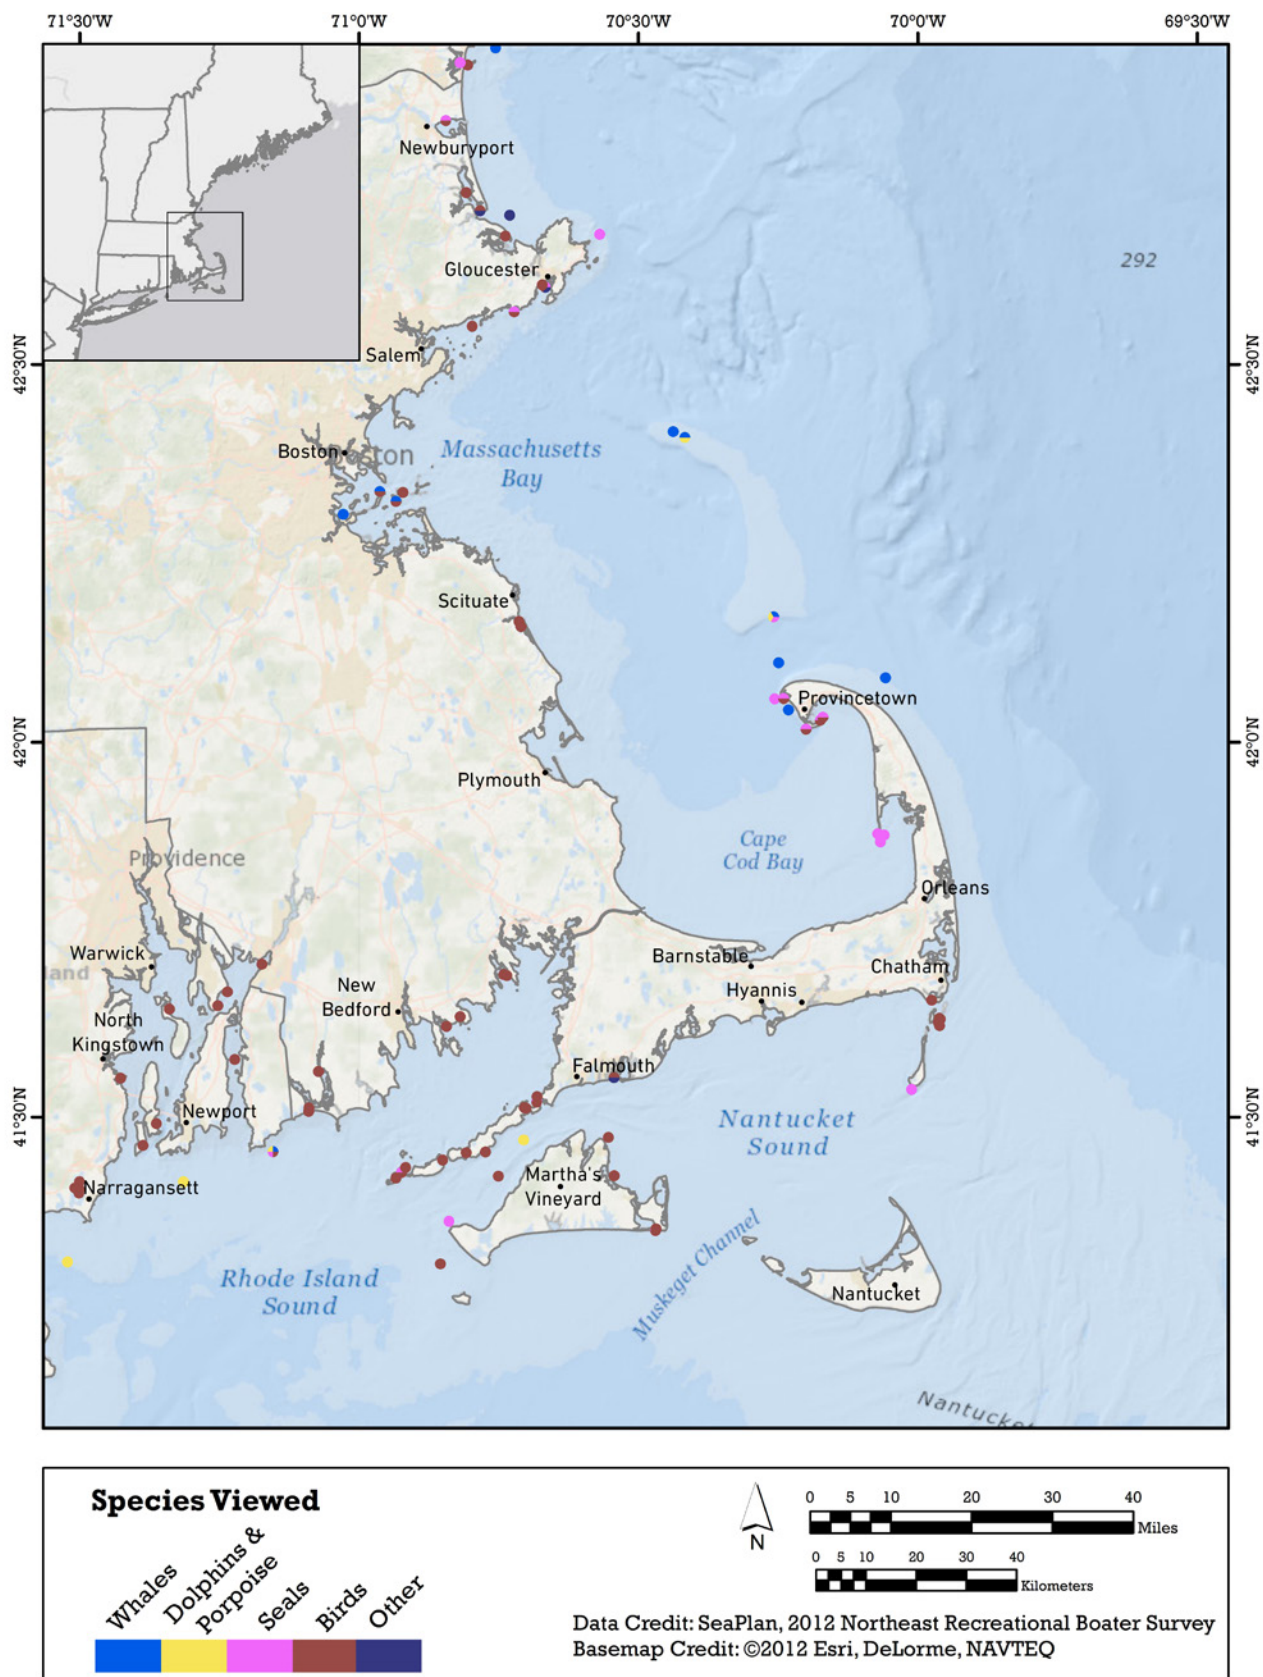 71°30'W 71°0'W 70°30'W 70°0'W 69°30'W
Newburyport
292
Gloucester
42°30'N
42°30'N
Salem
Boston
Boston
Massachusetts
Bay
Scituate
Provincetown
42°0'N
42°0'N
Plymouth
Cape
Cod Bay
Providence
Orleans
Warwick
land
Barnstable
Chatham
New
Bedford
Hyannis
North
Kingstown
Falmouth
41°30'N
41°30'N
Newport
Nantucket
Sound
Narragansett
Martha's
Vineyard
Muskeget Channel
Rhode Island
Sound
Nantucket
Nantucket
Species Viewed
Whales
Dolphins &
Porpoise
Seals
Birds
Other
N
0 5 10 20 30 40
Miles
0 5 10 20 30 40
Kilometers
Data Credit: SeaPlan, 2012 Northeast Recreational Boater Survey
Basemap Credit: ©2012 Esri, DeLorme, NAVTEQ